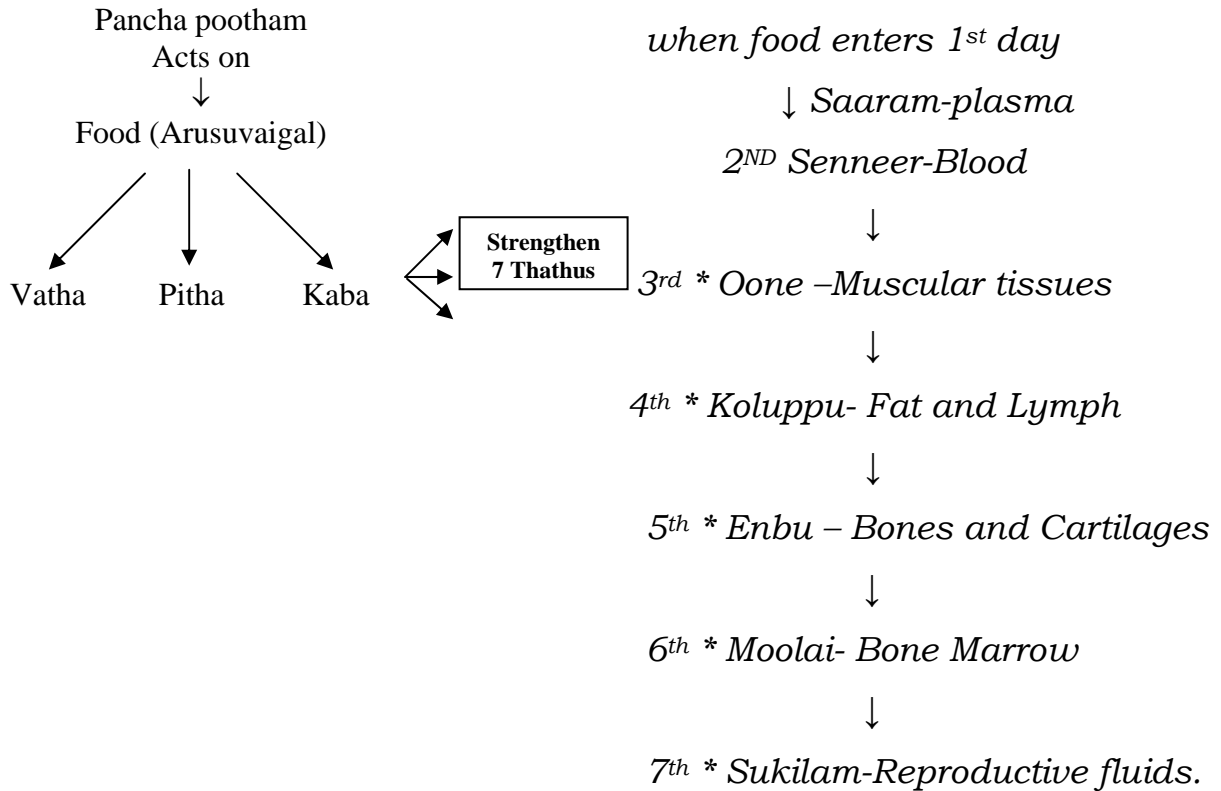 Pancha pootham
Acts on
↓
Food (Arusuvaigal)
Vatha Pitha Kaba
Strengthen
7 Thathus
when food enters 1st day
↓ Saaram-plasma
2ND Senneer-Blood
↓
3rd * Oone –Muscular tissues
↓
4th * Koluppu- Fat and Lymph
↓
5th * Enbu – Bones and Cartilages
↓
6th * Moolai- Bone Marrow
↓
7th * Sukilam-Reproductive fluids.